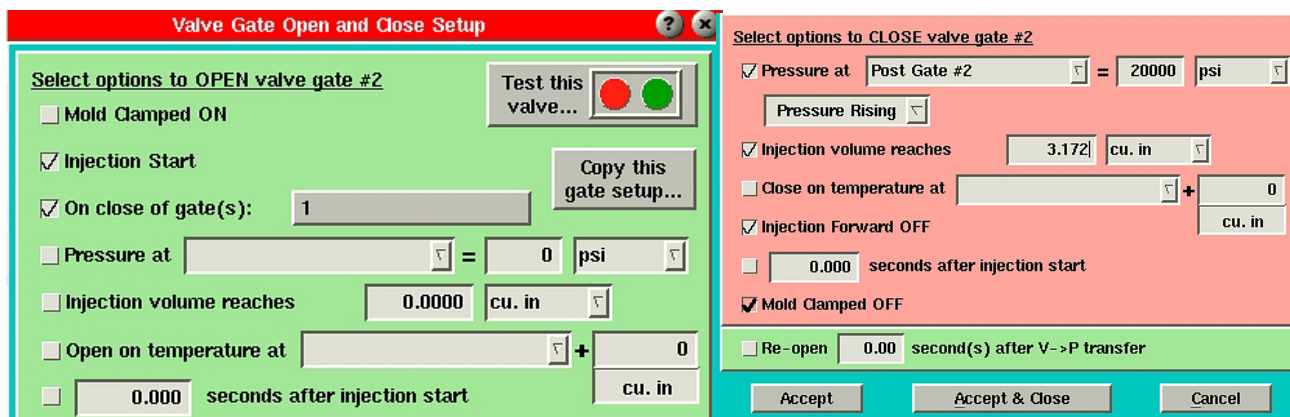 Valve Gate Open and Close Setup
? x
Select options to OPEN valve gate #2
Test this
valve...
Mold Clamped ON
Injection Start
Copy this
gate setup...
On close of gate(s): 1
Pressure at = 0 psi
Injection volume reaches 0.0000 cu. in
Open on temperature at + 0
cu. in
0.000 seconds after injection start
Select options to CLOSE valve gate #2
Pressure at Post Gate #2 = 20000 psi
Pressure Rising
Injection volume reaches 3.172 cu. in
Close on temperature at + 0
cu. in
Injection Forward OFF
0.000 seconds after injection start
Mold Clamped OFF
Re-open 0.00 second(s) after V->P transfer
Accept Accept & Close Cancel